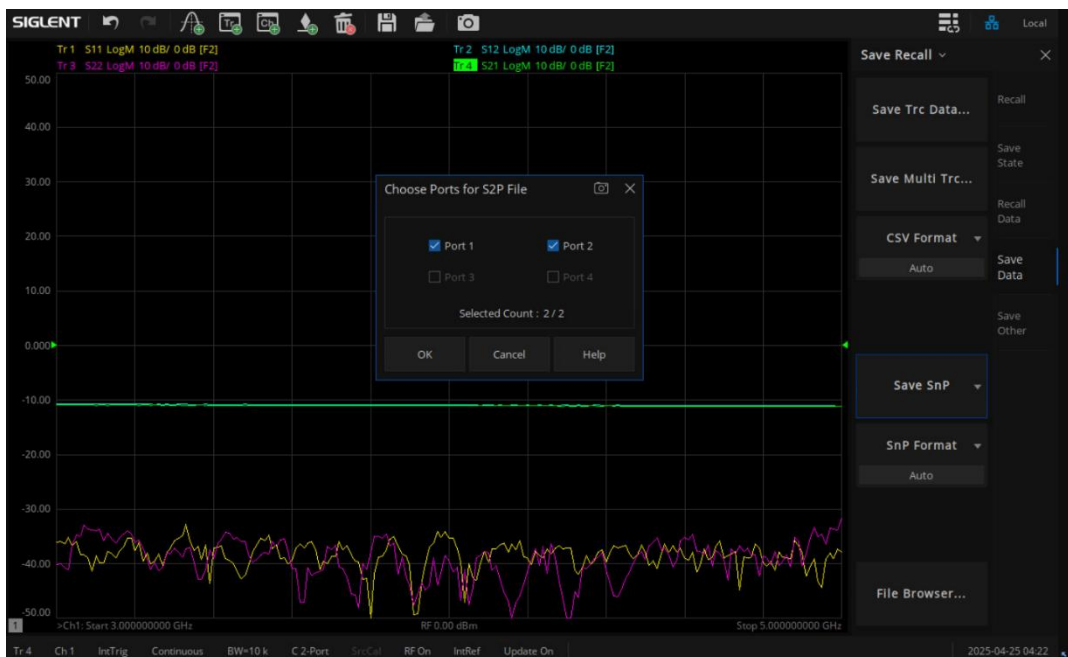 SIGLENT Tr Ch Local
Tr 1 S11 LogM 10 dB/ 0 dB [F2]
Tr 2 S12 LogM 10 dB/ 0 dB [F2]
Tr 3 S22 LogM 10 dB/ 0 dB [F2]
Tr 4 S21 LogM 10 dB/ 0 dB [F2]
50.00
40.00
30.00
20.00
10.00
0.000
-10.00
-20.00
-30.00
-40.00
-50.00
Choose Ports for S2P File
Port 1 Port 2
Port 3 Port 4
Selected Count : 2 / 2
OK Cancel Help
Save Recall
Save Trc Data...
Save Multi Trc...
CSV Format
Auto
Save SnP
SnP Format
Auto
File Browser...
Recall
Save
State
Recall
Data
Save
Data
Save
Other
1 >Ch1: Start 3.000000000 GHz RF 0.00 dBm Stop 5.000000000 GHz
Tr 4 Ch 1 IntTrig Continuous BW=10 k C 2-Port SrcCal RF On IntRef Update On 2025-04-25 04:22